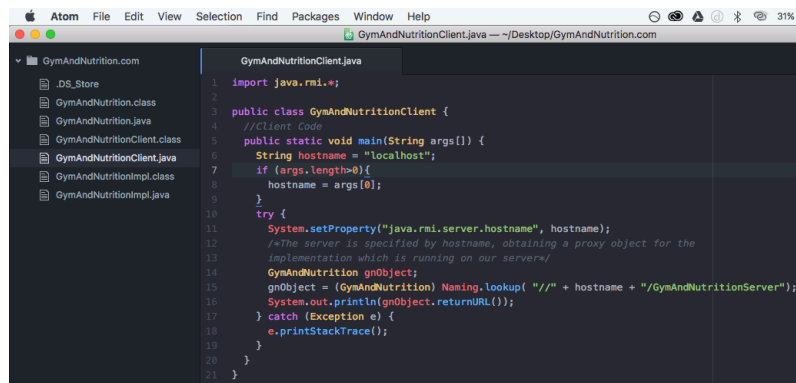 Atom File Edit View Selection Find Packages Window Help 31%
GymAndNutritionClient.java — ~/Desktop/GymAndNutrition.com
GymAndNutrition.com
.DS_Store
GymAndNutrition.class
GymAndNutrition.java
GymAndNutritionClient.class
GymAndNutritionClient.java
GymAndNutritionImpl.class
GymAndNutritionImpl.java
GymAndNutritionClient.java
1 import java.rmi.*;
2
3 public class GymAndNutritionClient {
4 //Client Code
5 public static void main(String args[]) {
6 String hostname = "localhost";
7 if (args.length>0){
8 hostname = args[0];
9 }
10 try {
11 System.setProperty("java.rmi.server.hostname", hostname);
12 /*The server is specified by hostname, obtaining a proxy object for the
13 implementation which is running on our server*/
14 GymAndNutrition gnObject;
15 gnObject = (GymAndNutrition) Naming.lookup( "//" + hostname + "/GymAndNutritionServer");
16 System.out.println(gnObject.returnURL());
17 } catch (Exception e) {
18 e.printStackTrace();
19 }
20 }
21 }